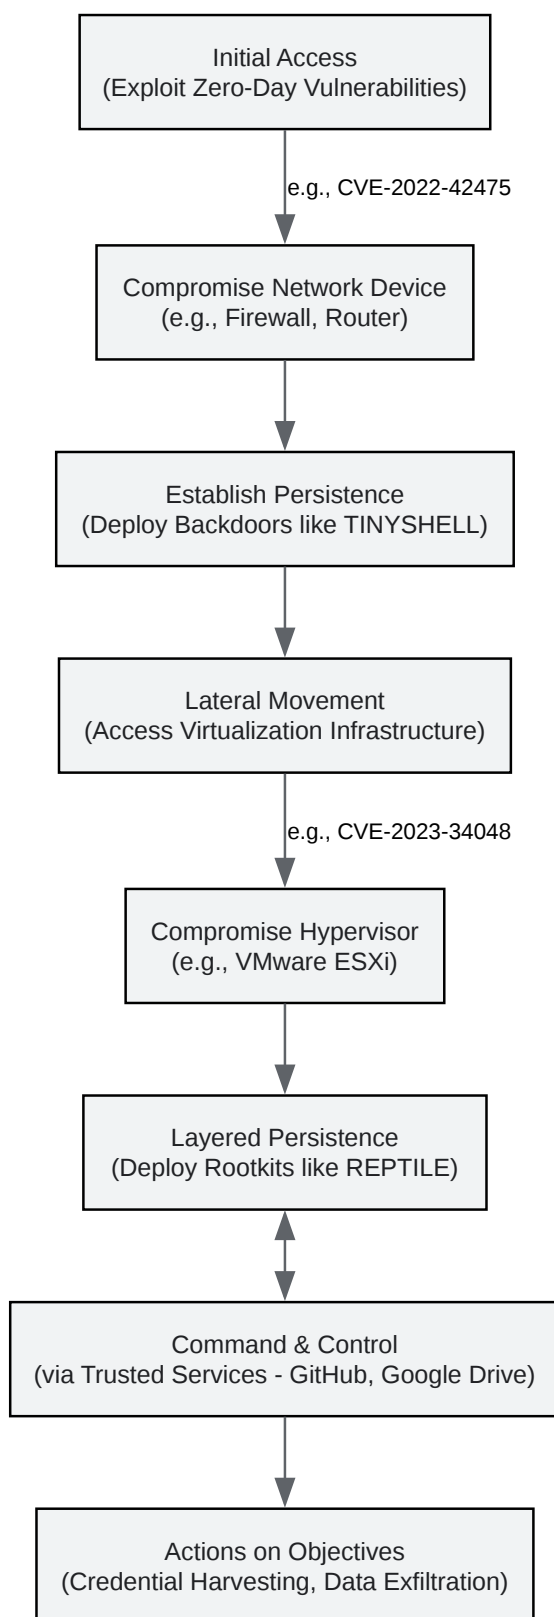 Initial Access
(Exploit Zero-Day Vulnerabilities)
e.g., CVE-2022-42475
Compromise Network Device
(e.g., Firewall, Router)
Establish Persistence
(Deploy Backdoors like TINYSHELL)
Lateral Movement
(Access Virtualization Infrastructure)
e.g., CVE-2023-34048
Compromise Hypervisor
(e.g., VMware ESXi)
Layered Persistence
(Deploy Rootkits like REPTILE)
Command & Control
(via Trusted Services - GitHub, Google Drive)
Actions on Objectives
(Credential Harvesting, Data Exfiltration)